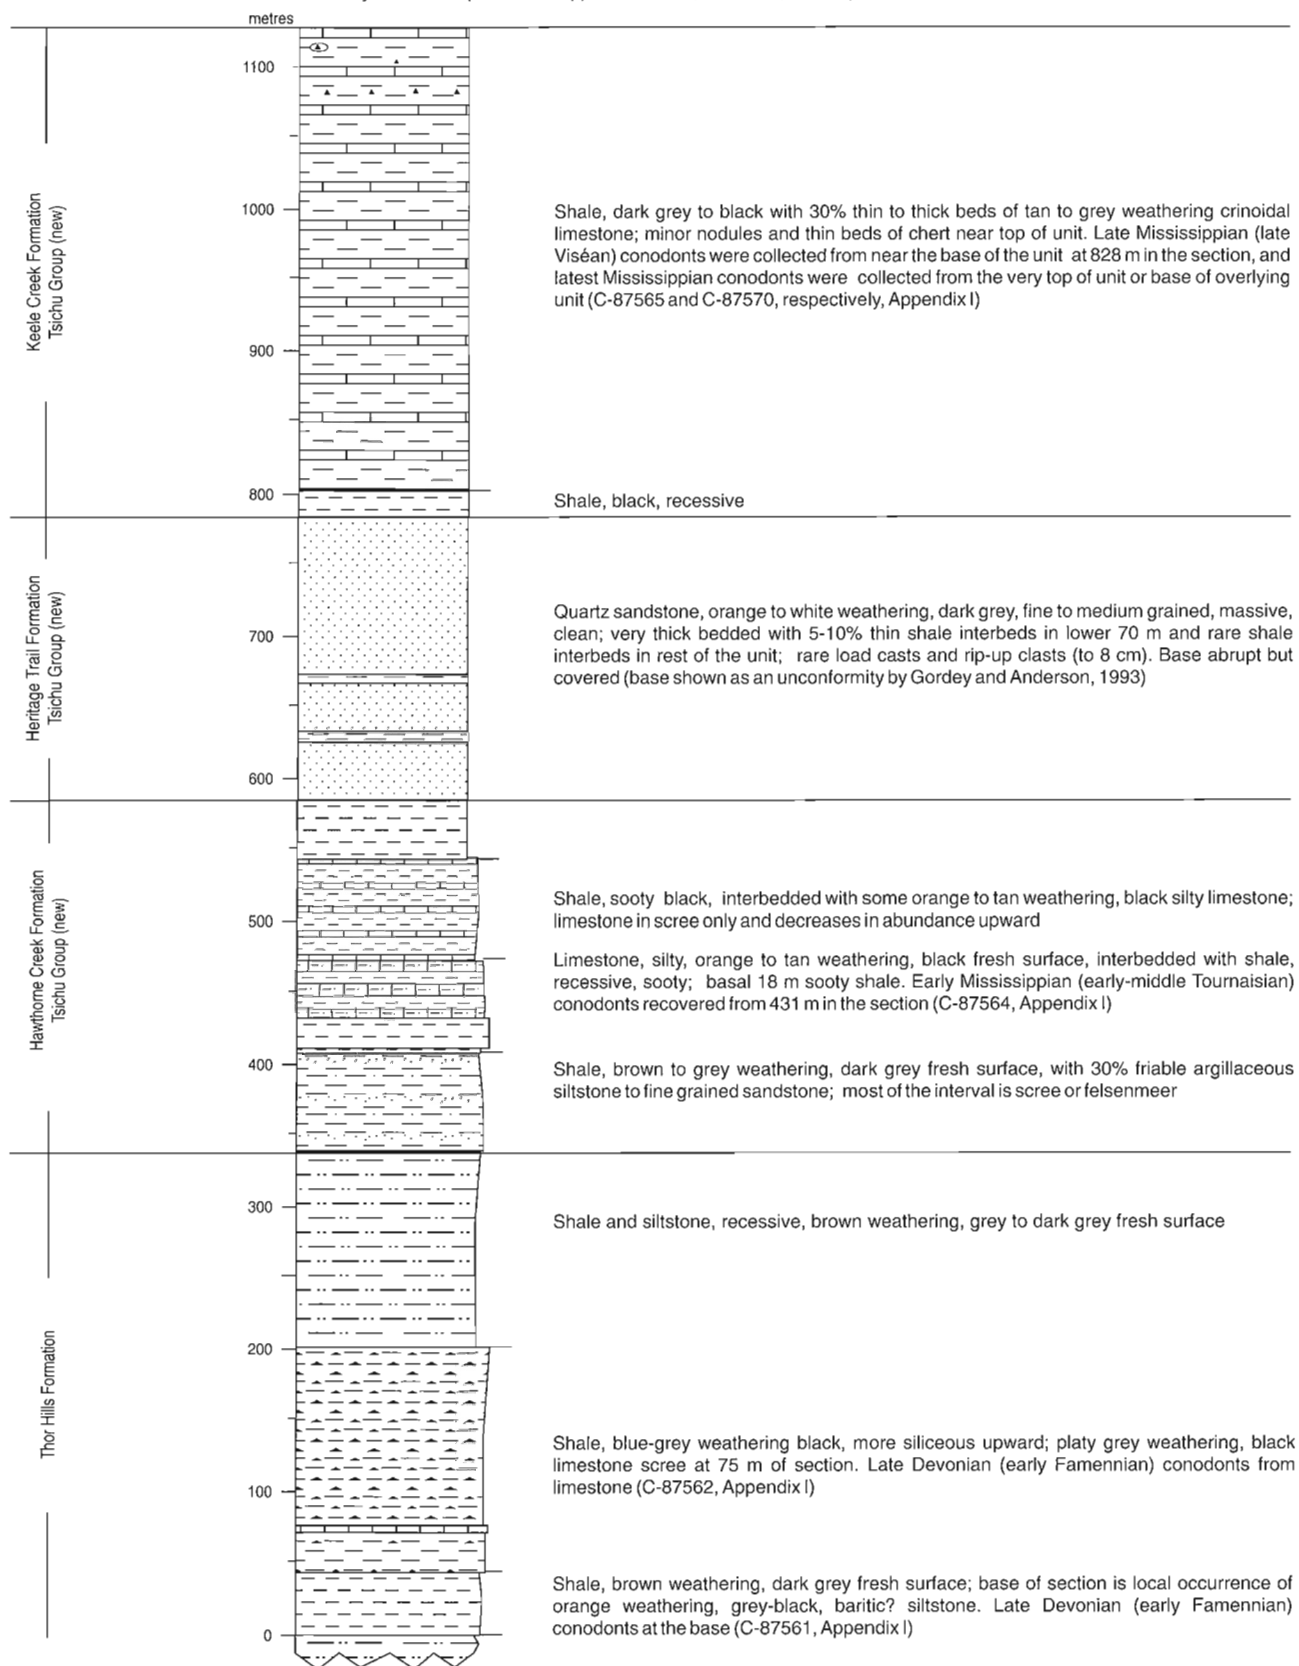 metres
1100
Keele Creek Formation
Tsichu Group (new)
1000
Shale, dark grey to black with 30% thin to thick beds of tan to grey weathering crinoidal
limestone; minor nodules and thin beds of chert near top of unit. Late Mississippian (late
Viséan) conodonts were collected from near the base of the unit at 828 m in the section, and
latest Mississippian conodonts were collected from the very top of unit or base of overlying
unit (C-87565 and C-87570, respectively, Appendix I)
900
800
Shale, black, recessive
Heritage Trail Formation
Tsichu Group (new)
700
Quartz sandstone, orange to white weathering, dark grey, fine to medium grained, massive,
clean; very thick bedded with 5-10% thin shale interbeds in lower 70 m and rare shale
interbeds in rest of the unit; rare load casts and rip-up clasts (to 8 cm). Base abrupt but
covered (base shown as an unconformity by Gordey and Anderson, 1993)
600
Hawthorne Creek Formation
Tsichu Group (new)
500
Shale, sooty black, interbedded with some orange to tan weathering, black silty limestone;
limestone in scree only and decreases in abundance upward
Limestone, silty, orange to tan weathering, black fresh surface, interbedded with shale,
recessive, sooty; basal 18 m sooty shale. Early Mississippian (early-middle Tournaisian)
conodonts recovered from 431 m in the section (C-87564, Appendix I)
400
Shale, brown to grey weathering, dark grey fresh surface, with 30% friable argillaceous
siltstone to fine grained sandstone; most of the interval is scree or felsenmeer
300
Shale and siltstone, recessive, brown weathering, grey to dark grey fresh surface
200
Thor Hills Formation
Shale, blue-grey weathering black, more siliceous upward; platy grey weathering, black
limestone scree at 75 m of section. Late Devonian (early Famennian) conodonts from
limestone (C-87562, Appendix I)
100
Shale, brown weathering, dark grey fresh surface; base of section is local occurrence of
orange weathering, grey-black, baritic? siltstone. Late Devonian (early Famennian)
conodonts at the base (C-87561, Appendix I)
0